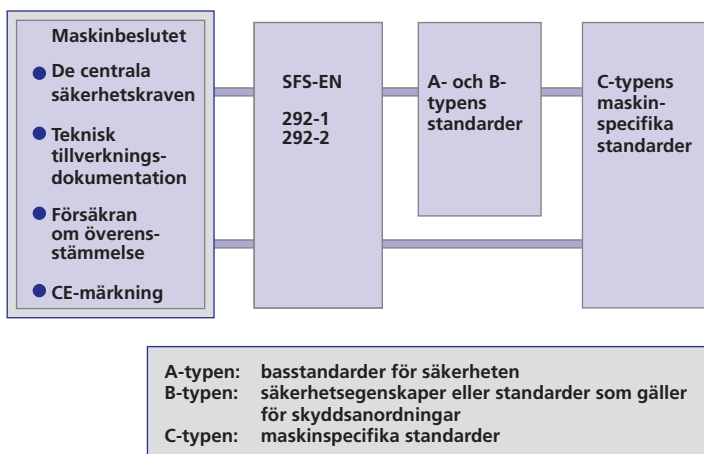 Maskinbeslutet
De centrala
säkerhetskraven
Teknisk
tillverknings-
dokumentation
Försäkran
om överens-
stämmelse
CE-märkning
SFS-EN
292-1
292-2
A- och B-
typens
standarder
C-typens
maskin-
specifika
standarder
A-typen: basstandarder för säkerheten
B-typen: säkerhetsegenskaper eller standarder som gäller
för skyddsanordningar
C-typen: maskinspecifika standarder